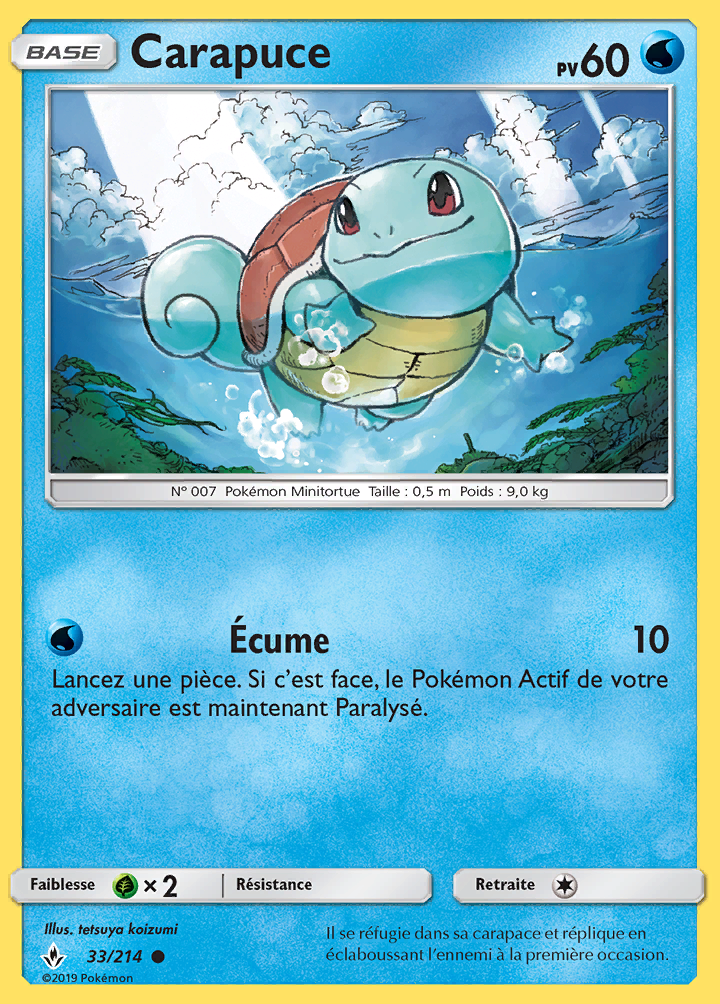 BASE
Carapuce
PV60
N° 007 Pokémon Minitortue Taille : 0,5 m Poids : 9,0 kg
Écume 10
Lancez une pièce. Si c'est face, le Pokémon Actif de votre
adversaire est maintenant Paralysé.
Faiblesse × 2 Résistance Retraite
Illus. tetsuya koizumi
33/214
©2019 Pokémon
Il se réfugie dans sa carapace et réplique en
éclaboussant l'ennemi à la première occasion.